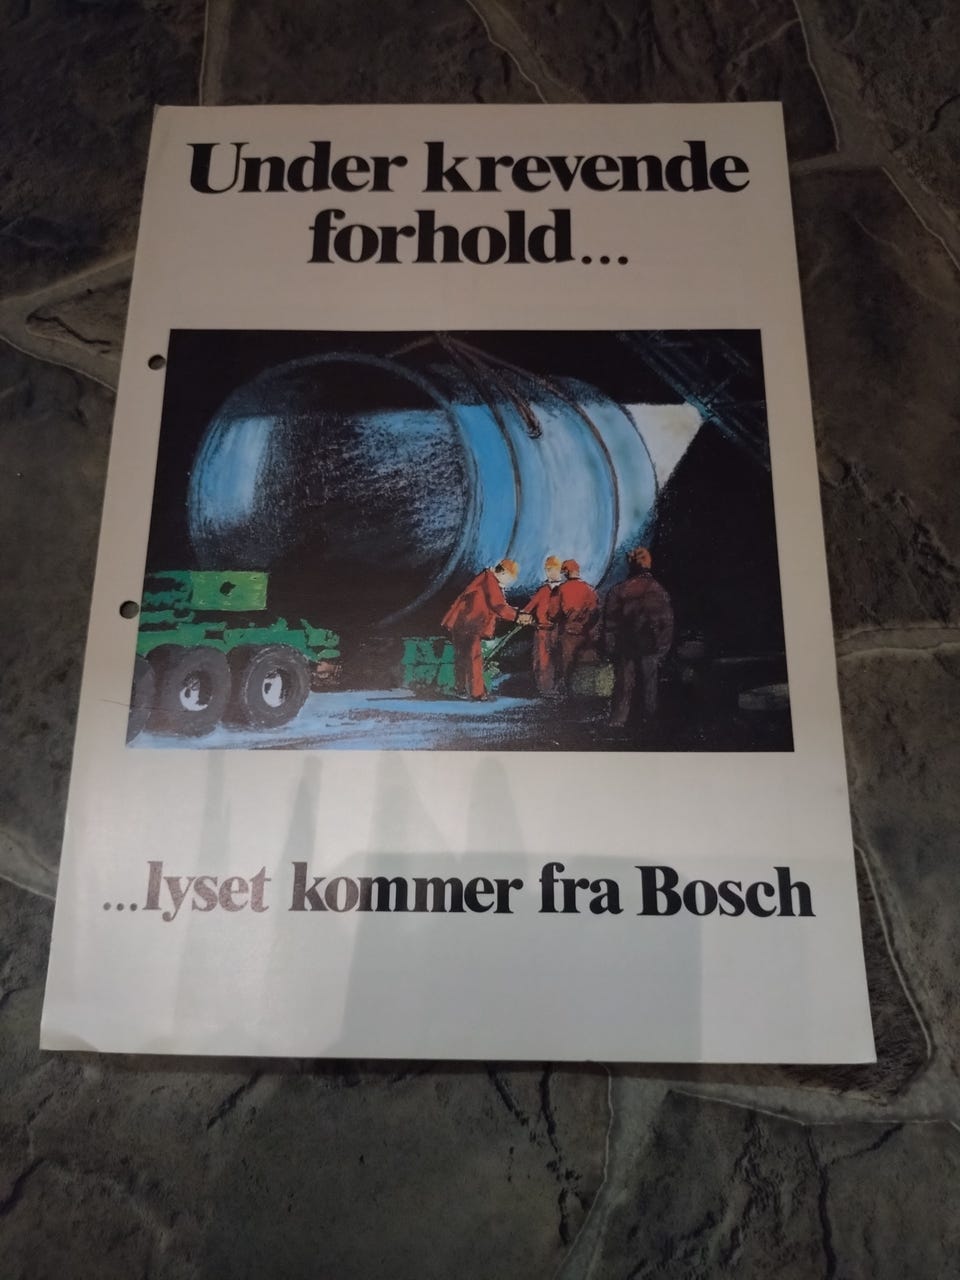 Under krevende
forhold...
...lyset kommer fra Bosch